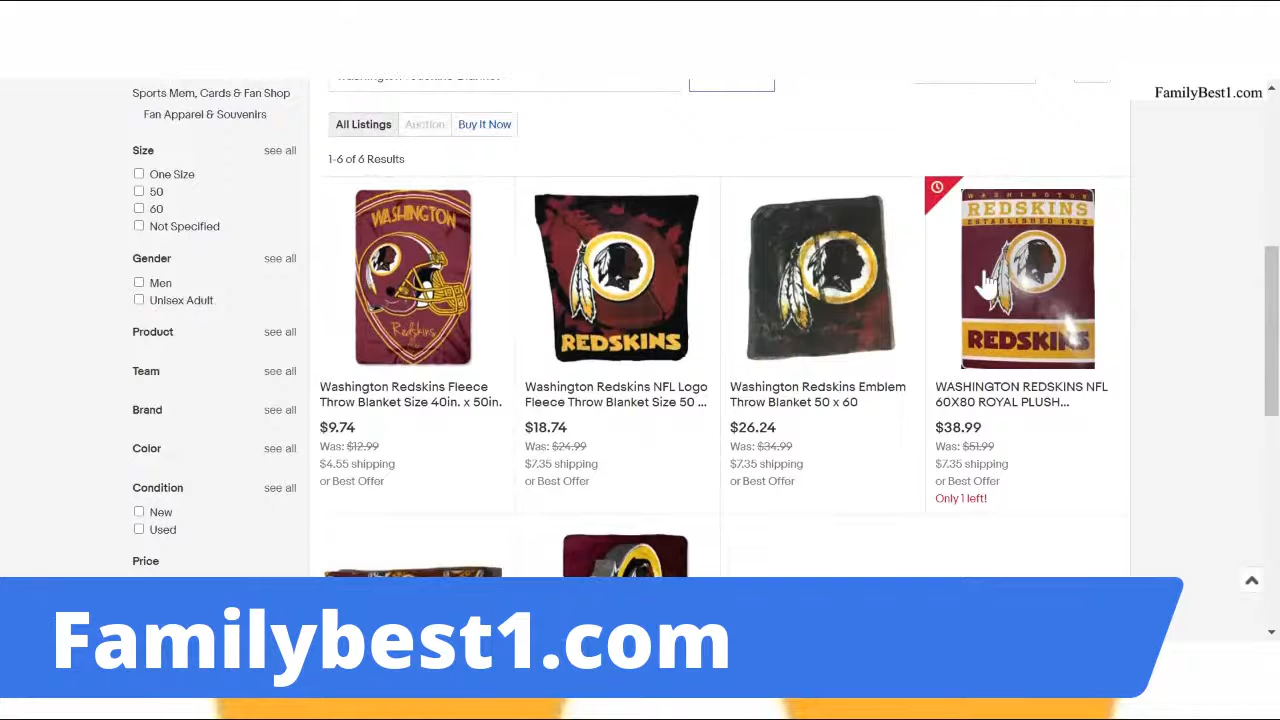 Washington Redskins Blanket
Sports Mem, Cards & Fan Shop
FamilyBest1.com
Fan Apparel & Souvenirs
All Listings Auction Buy It Now
Size see all
1-6 of 6 Results
One Size
50
60
Not Specified
WASHINGTON
Redskins
REDSKINS
WASHINGTON
REDSKINS
ESTABLISHED 1932
REDSKINS
Gender see all
Men
Unisex Adult
Product see all
Team see all
Brand see all
Color see all
Condition see all
New
Used
Price
Washington Redskins Fleece
Throw Blanket Size 40in. x 50in.
$9.74
Was: $12.99
$4.55 shipping
or Best Offer
Washington Redskins NFL Logo
Fleece Throw Blanket Size 50 ...
$18.74
Was: $24.99
$7.35 shipping
or Best Offer
Washington Redskins Emblem
Throw Blanket 50 x 60
$26.24
Was: $34.99
$7.35 shipping
or Best Offer
WASHINGTON REDSKINS NFL
60X80 ROYAL PLUSH...
$38.99
Was: $51.99
$7.35 shipping
or Best Offer
Only 1 left!
Familybest1.com